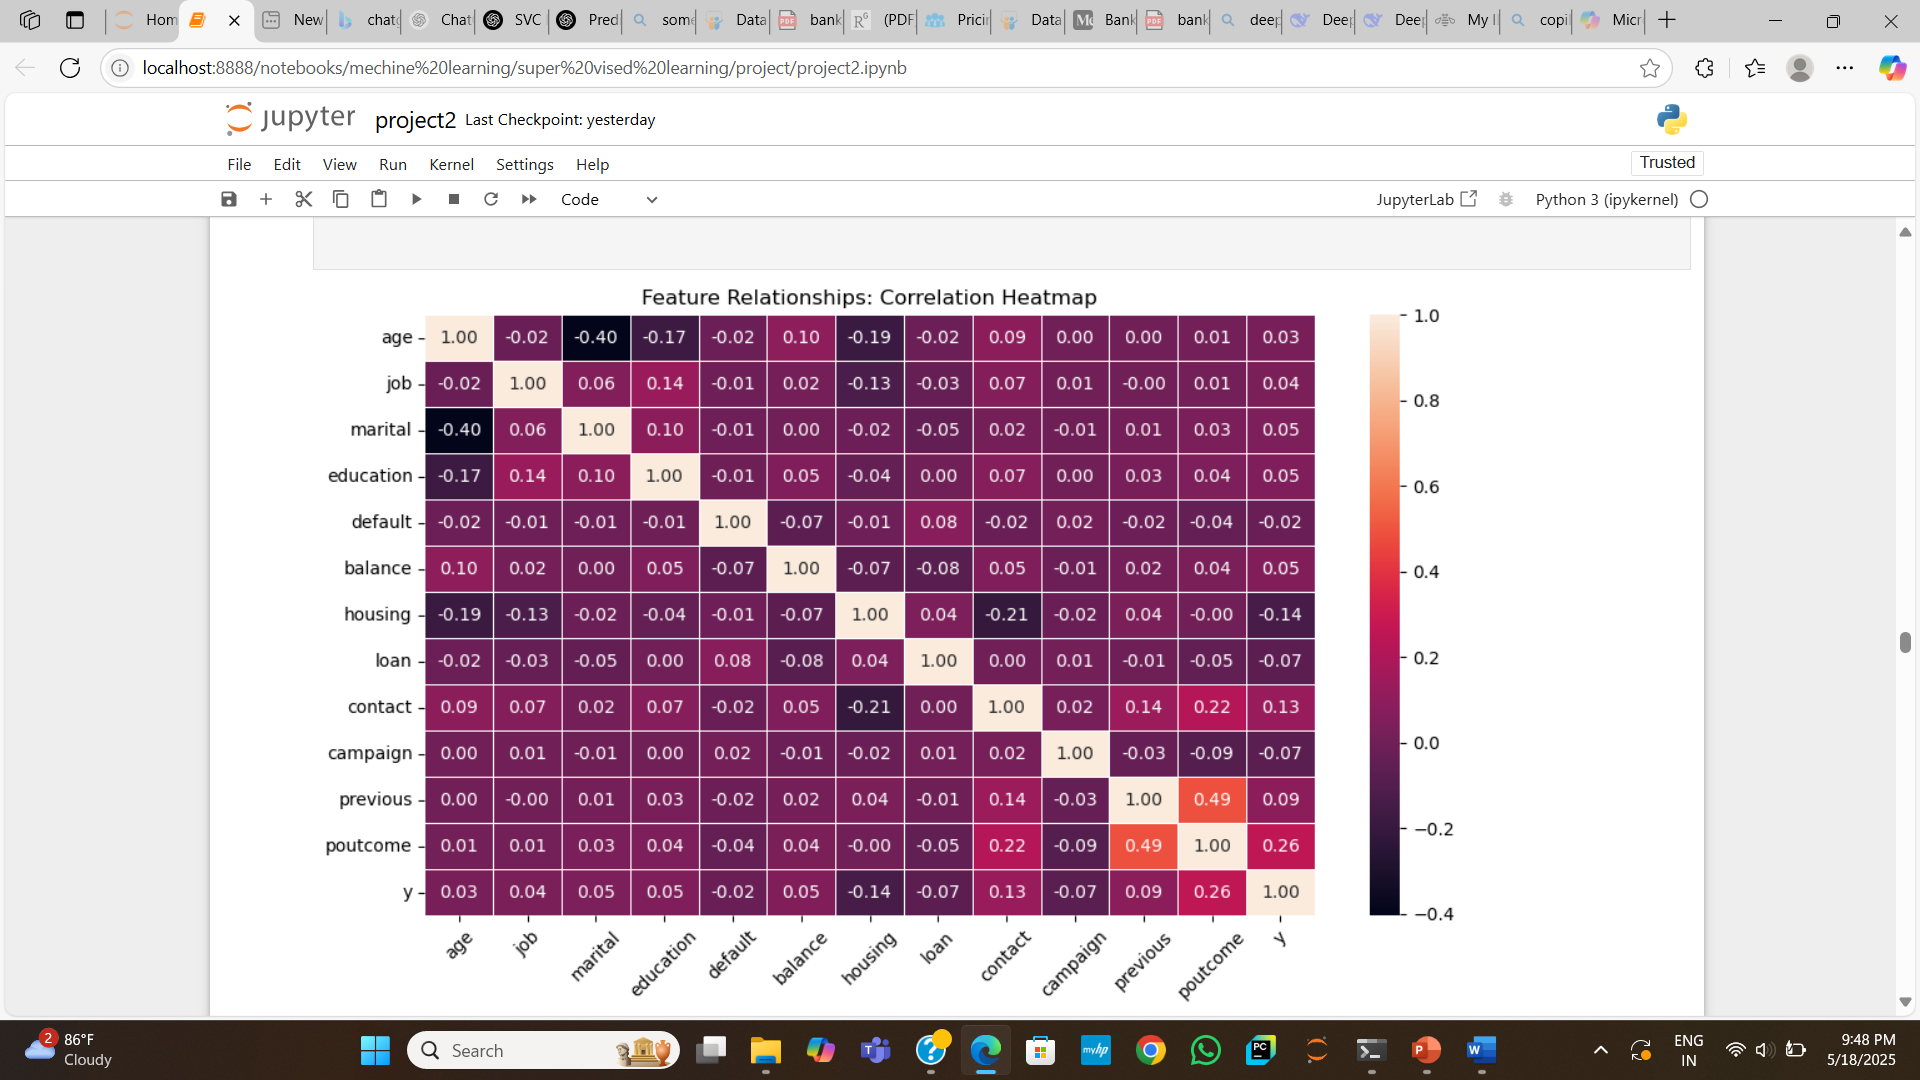 Hom
New
chatg
Chat
SVC
Pred
some
Data
bank
(PDF
Pricin
Data
Bank
bank
deep
Deep
Deep
My I
copil
Micr
localhost:8888/notebooks/mechine%20learning/super%20vised%20learning/project/project2.ipynb
jupyter project2 Last Checkpoint: yesterday
File Edit View Run Kernel Settings Help Trusted
Code JupyterLab Python 3 (ipykernel)
Feature Relationships: Correlation Heatmap
age 1.00 -0.02 -0.40 -0.17 -0.02 0.10 -0.19 -0.02 0.09 0.00 0.00 0.01 0.03
job -0.02 1.00 0.06 0.14 -0.01 0.02 -0.13 -0.03 0.07 0.01 -0.00 0.01 0.04
marital -0.40 0.06 1.00 0.10 -0.01 0.00 -0.02 -0.05 0.02 -0.01 0.01 0.03 0.05
education -0.17 0.14 0.10 1.00 -0.01 0.05 -0.04 0.00 0.07 0.00 0.03 0.04 0.05
default -0.02 -0.01 -0.01 -0.01 1.00 -0.07 -0.01 0.08 -0.02 0.02 -0.02 -0.04 -0.02
balance 0.10 0.02 0.00 0.05 -0.07 1.00 -0.07 -0.08 0.05 -0.01 0.02 0.04 0.05
housing -0.19 -0.13 -0.02 -0.04 -0.01 -0.07 1.00 0.04 -0.21 -0.02 0.04 -0.00 -0.14
loan -0.02 -0.03 -0.05 0.00 0.08 -0.08 0.04 1.00 0.00 0.01 -0.01 -0.05 -0.07
contact 0.09 0.07 0.02 0.07 -0.02 0.05 -0.21 0.00 1.00 0.02 0.14 0.22 0.13
campaign 0.00 0.01 -0.01 0.00 0.02 -0.01 -0.02 0.01 0.02 1.00 -0.03 -0.09 -0.07
previous 0.00 -0.00 0.01 0.03 -0.02 0.02 0.04 -0.01 0.14 -0.03 1.00 0.49 0.09
poutcome 0.01 0.01 0.03 0.04 -0.04 0.04 -0.00 -0.05 0.22 -0.09 0.49 1.00 0.26
y 0.03 0.04 0.05 0.05 -0.02 0.05 -0.14 -0.07 0.13 -0.07 0.09 0.26 1.00
age job marital education default balance housing loan contact campaign previous poutcome y
1.0
0.8
0.6
0.4
0.2
0.0
−0.2
−0.4
2
86°F
Cloudy
Search
myhp
PC
ENG
IN
9:48 PM
5/18/2025